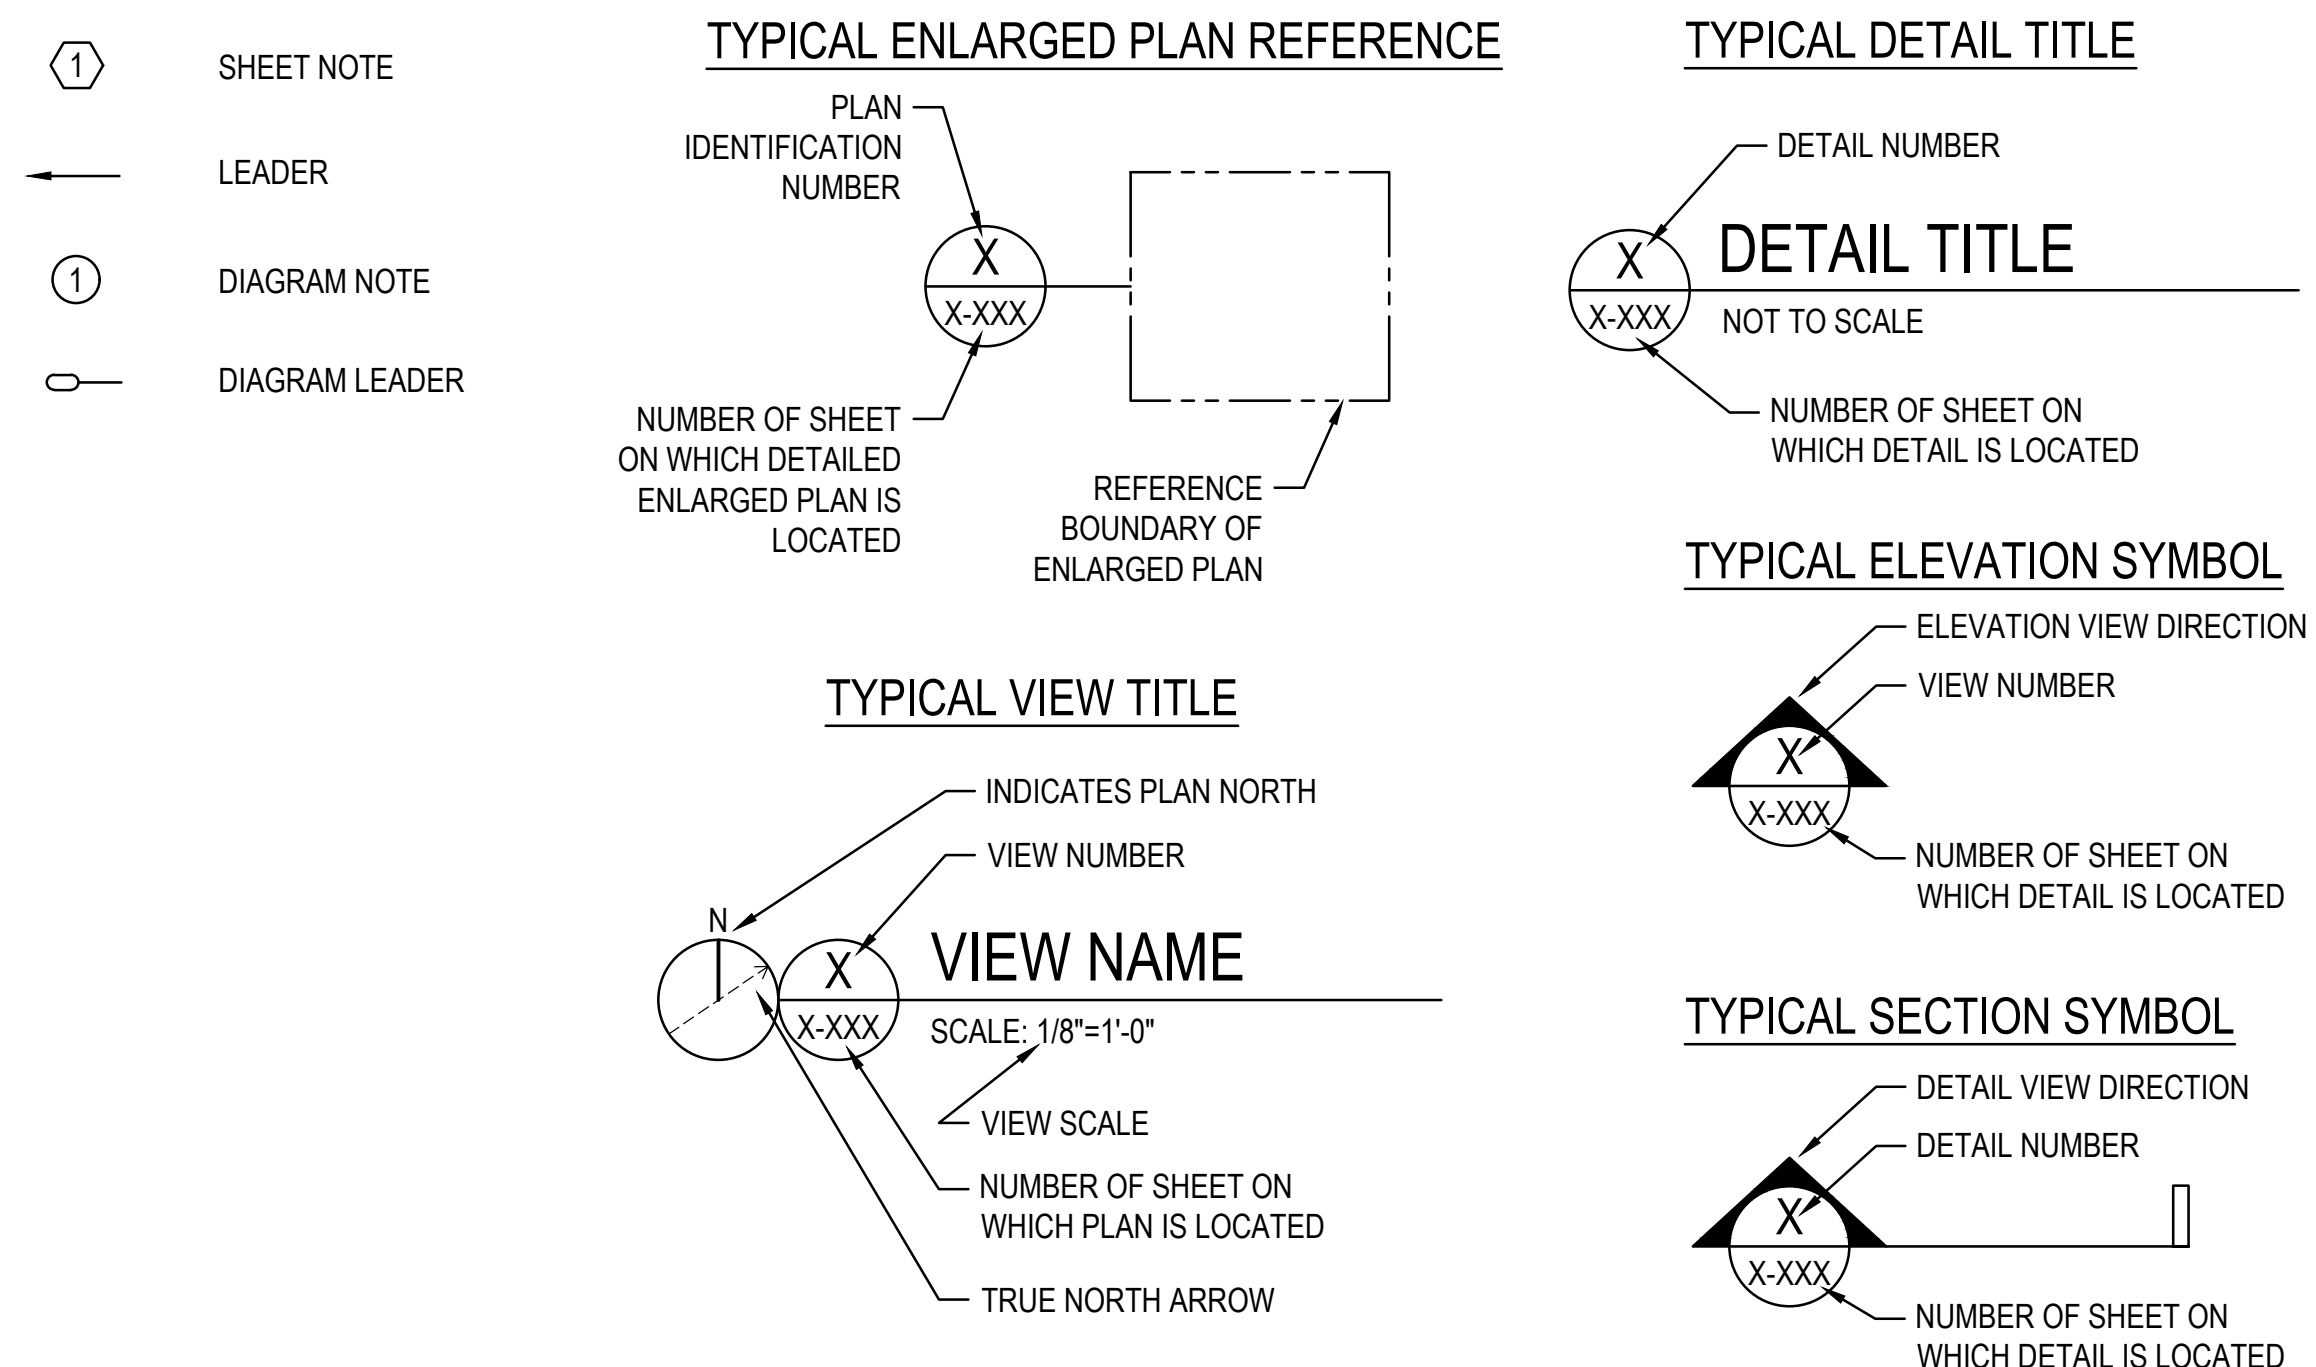 1
SHEET NOTE
LEADER
1
DIAGRAM NOTE
DIAGRAM LEADER
TYPICAL ENLARGED PLAN REFERENCE
PLAN
IDENTIFICATION
NUMBER
X
X-XXX
NUMBER OF SHEET
ON WHICH DETAILED
ENLARGED PLAN IS
LOCATED
REFERENCE
BOUNDARY OF
ENLARGED PLAN
TYPICAL VIEW TITLE
INDICATES PLAN NORTH
VIEW NUMBER
N
X
X-XXX
VIEW NAME
SCALE: 1/8"=1'-0"
VIEW SCALE
NUMBER OF SHEET ON
WHICH PLAN IS LOCATED
TRUE NORTH ARROW
TYPICAL DETAIL TITLE
DETAIL NUMBER
X
X-XXX
DETAIL TITLE
NOT TO SCALE
NUMBER OF SHEET ON
WHICH DETAIL IS LOCATED
TYPICAL ELEVATION SYMBOL
ELEVATION VIEW DIRECTION
VIEW NUMBER
X
X-XXX
NUMBER OF SHEET ON
WHICH DETAIL IS LOCATED
TYPICAL SECTION SYMBOL
DETAIL VIEW DIRECTION
DETAIL NUMBER
X
X-XXX
NUMBER OF SHEET ON
WHICH DETAIL IS LOCATED